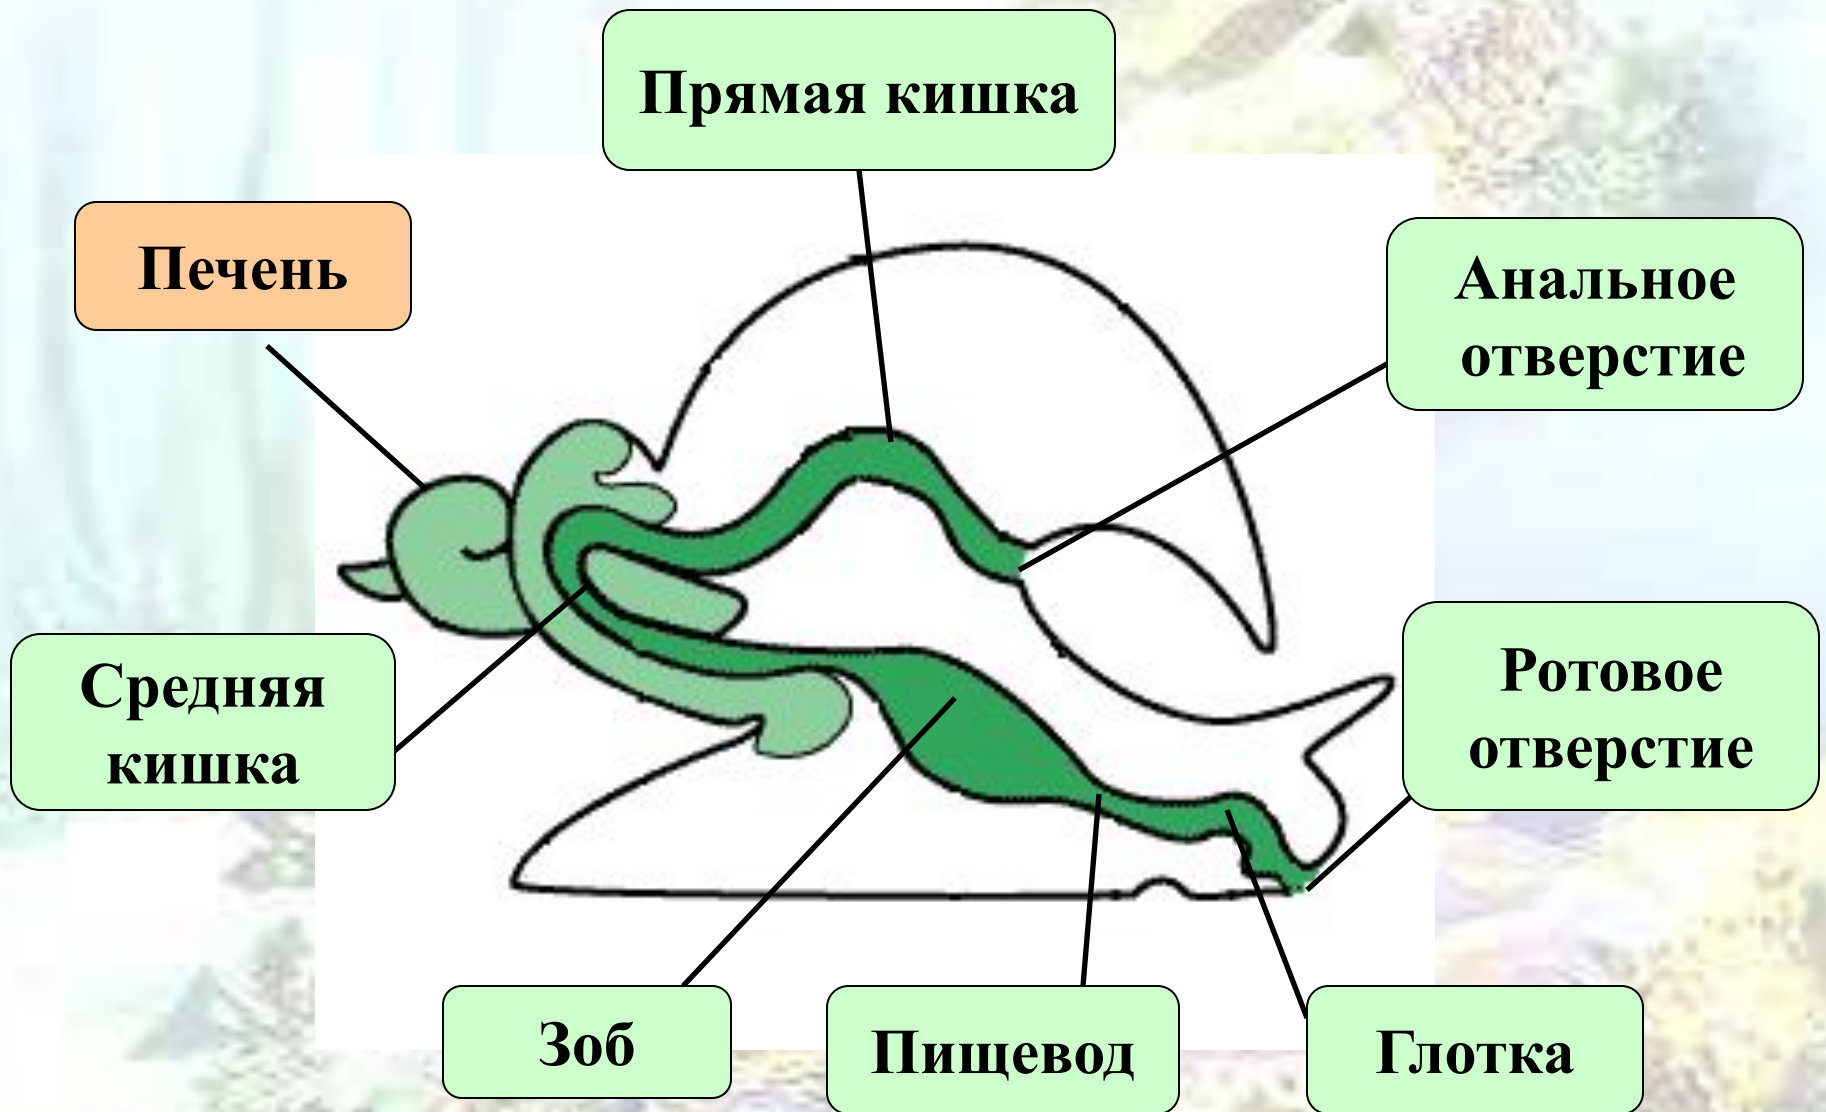 Прямая кишка
Печень
Анальное
отверстие
Средняя
кишка
Ротовое
отверстие
Зоб
Пищевод
Глотка